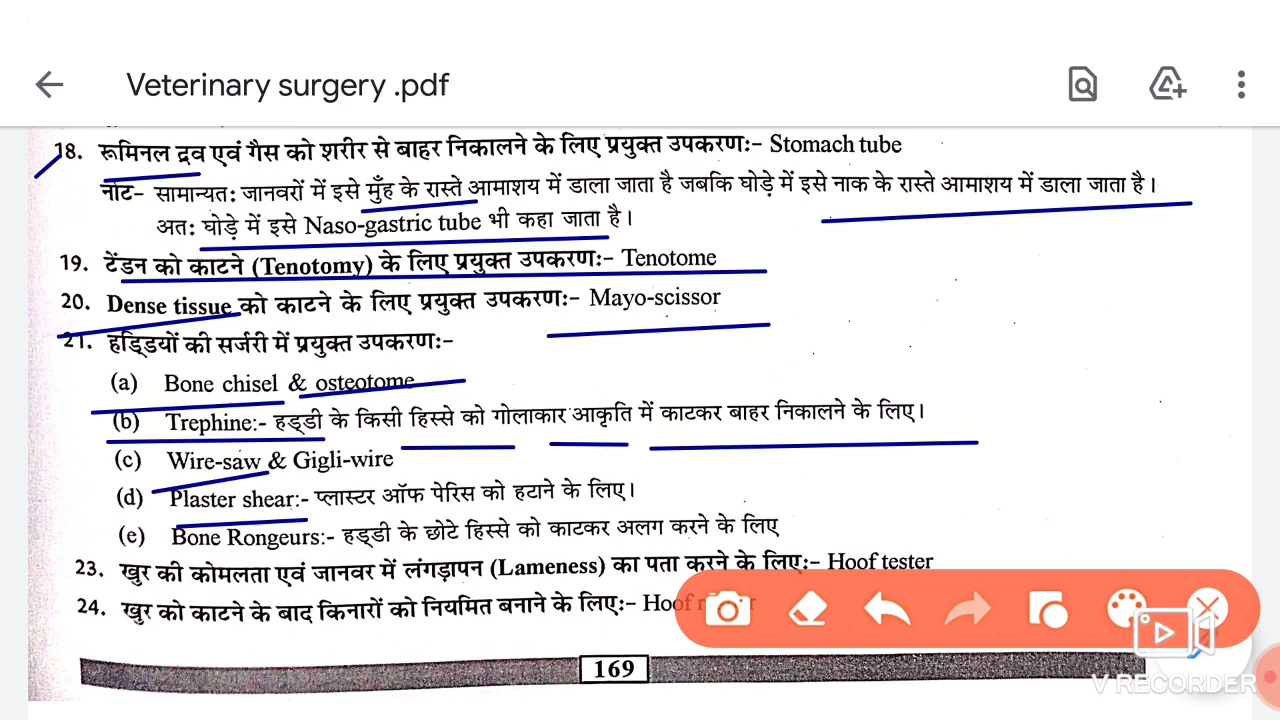 Veterinary surgery .pdf
18. रूमिनल द्रव एवं गैस को शरीर से बाहर निकालने के लिए प्रयुक्त उपकरणः- Stomach tube
नोट- सामान्यतः जानवरों में इसे मुँह के रास्ते आमाशय में डाला जाता है जबकि घोड़े में इसे नाक के रास्ते आमाशय में डाला जाता है।
अतः घोड़े में इसे Naso-gastric tube भी कहा जाता है।
19. टेंडन को काटने (Tenotomy) के लिए प्रयुक्त उपकरणः- Tenotome
20. Dense tissue को काटने के लिए प्रयुक्त उपकरणः- Mayo-scissor
21. हड्डियों की सर्जरी में प्रयुक्त उपकरणः-
(a) Bone chisel & osteotome
(b) Trephine:- हड्डी के किसी हिस्से को गोलाकार आकृति में काटकर बाहर निकालने के लिए।
(c) Wire-saw & Gigli-wire
(d) Plaster shear:- प्लास्टर ऑफ पेरिस को हटाने के लिए।
(e) Bone Rongeurs:- हड्डी के छोटे हिस्से को काटकर अलग करने के लिए
23. खुर की कोमलता एवं जानवर में लंगड़ापन (Lameness) का पता करने के लिएः- Hoof tester
24. खुर को काटने के बाद किनारों को नियमित बनाने के लिएः- Hoof
169
V RECORDER